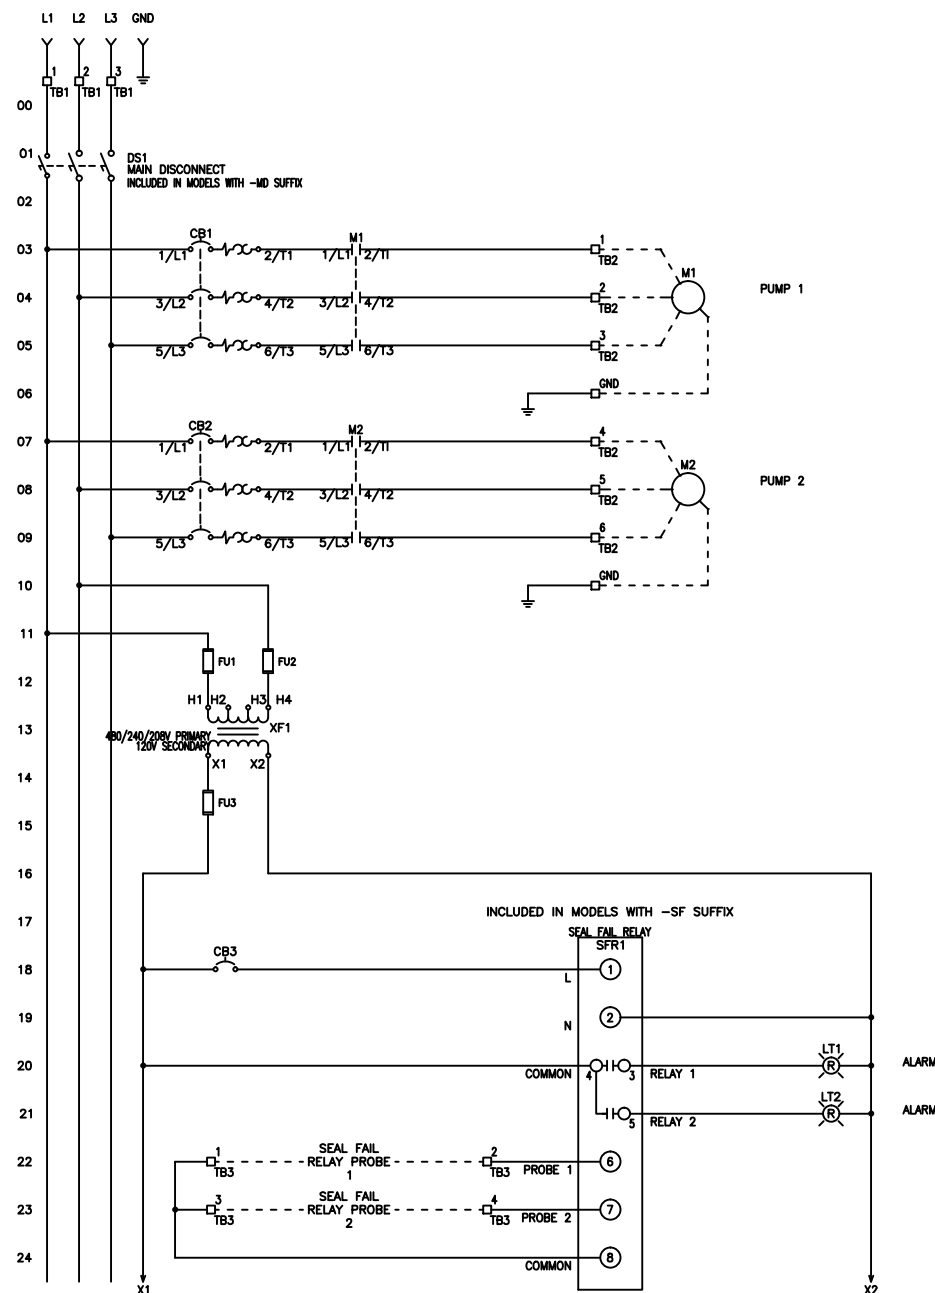 L1 L2 L3 GND
1 2 3
TB1 TB1 TB1
00
01 DS1
MAIN DISCONNECT
INCLUDED IN MODELS WITH -MD SUFFIX
02
CB1 M1 1
03 1/L1 2/T1 1/L1 2/TI TB2
M1
2 PUMP 1
04 3/L2 4/T2 3/L2 4/T2 TB2
3
05 5/L3 6/T3 5/L3 6/T3 TB2
GND
06
CB2 M2 4
07 1/L1 2/T1 1/L1 2/TI TB2
M2
5 PUMP 2
08 3/L2 4/T2 3/L2 4/T2 TB2
6
09 5/L3 6/T3 5/L3 6/T3 TB2
GND
10
11
FU1 FU2
12
H1 H2 H3 H4
13 XF1
480/240/208V PRIMARY
120V SECONDARY
X1 X2
14
FU3
15
16
17 INCLUDED IN MODELS WITH -SF SUFFIX
SEAL FAIL RELAY
SFR1
CB3
18 L 1
19 N 2
LT1
20 COMMON 4 3 RELAY 1 R ALARM
LT2
21 5 RELAY 2 R ALARM
22 1 TB3 SEAL FAIL
RELAY PROBE
1
2 TB3 PROBE 1 6
23 3 TB3 SEAL FAIL
RELAY PROBE
2
4 TB3 PROBE 2 7
24 COMMON 8
X1 X2